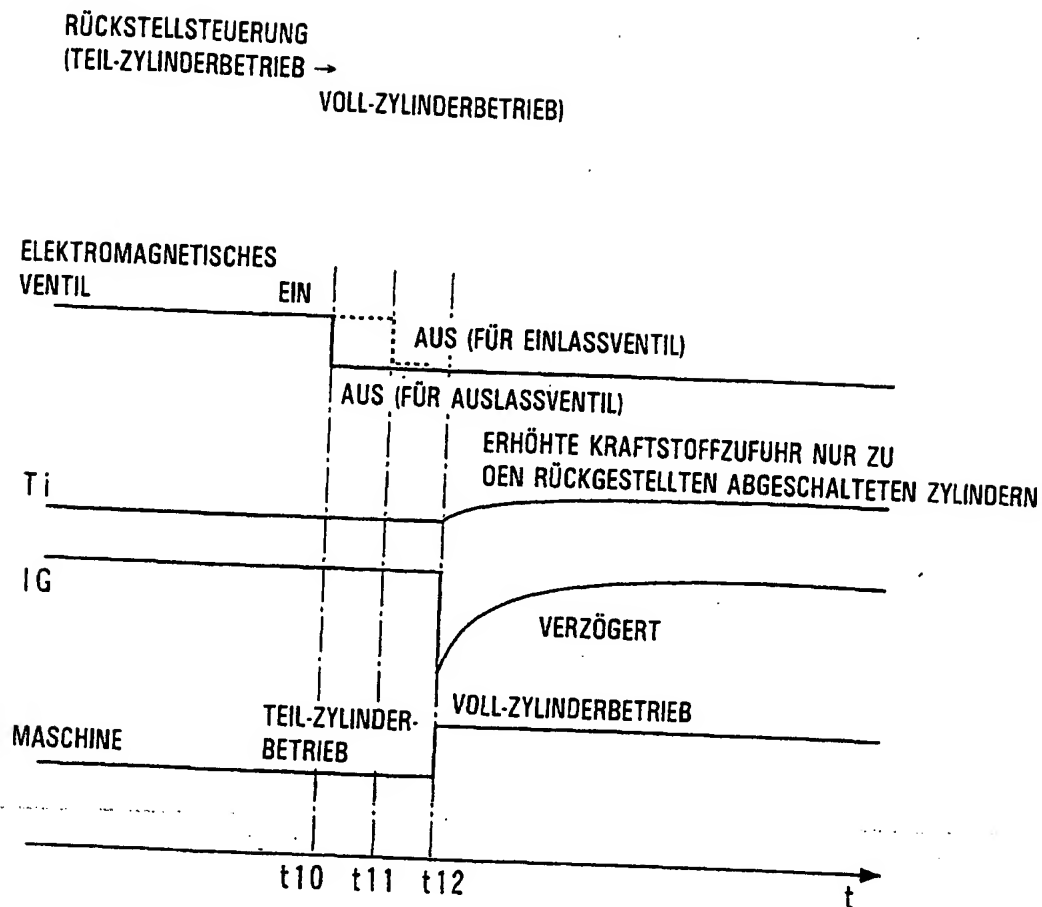 RÜCKSTELLSTEUERUNG
(TEIL-ZYLINDERBETRIEB →
VOLL-ZYLINDERBETRIEB)
ELEKTROMAGNETISCHES
VENTIL
EIN
AUS (FÜR EINLASSVENTIL)
AUS (FÜR AUSLASSVENTIL)
ERHÖHTE KRAFTSTOFFZUFUHR NUR ZU
DEN RÜCKGESTELLTEN ABGESCHALTETEN ZYLINDERN
Ti
IG
VERZÖGERT
VOLL-ZYLINDERBETRIEB
TEIL-ZYLINDER-
BETRIEB
MASCHINE
t10 t11 t12
t